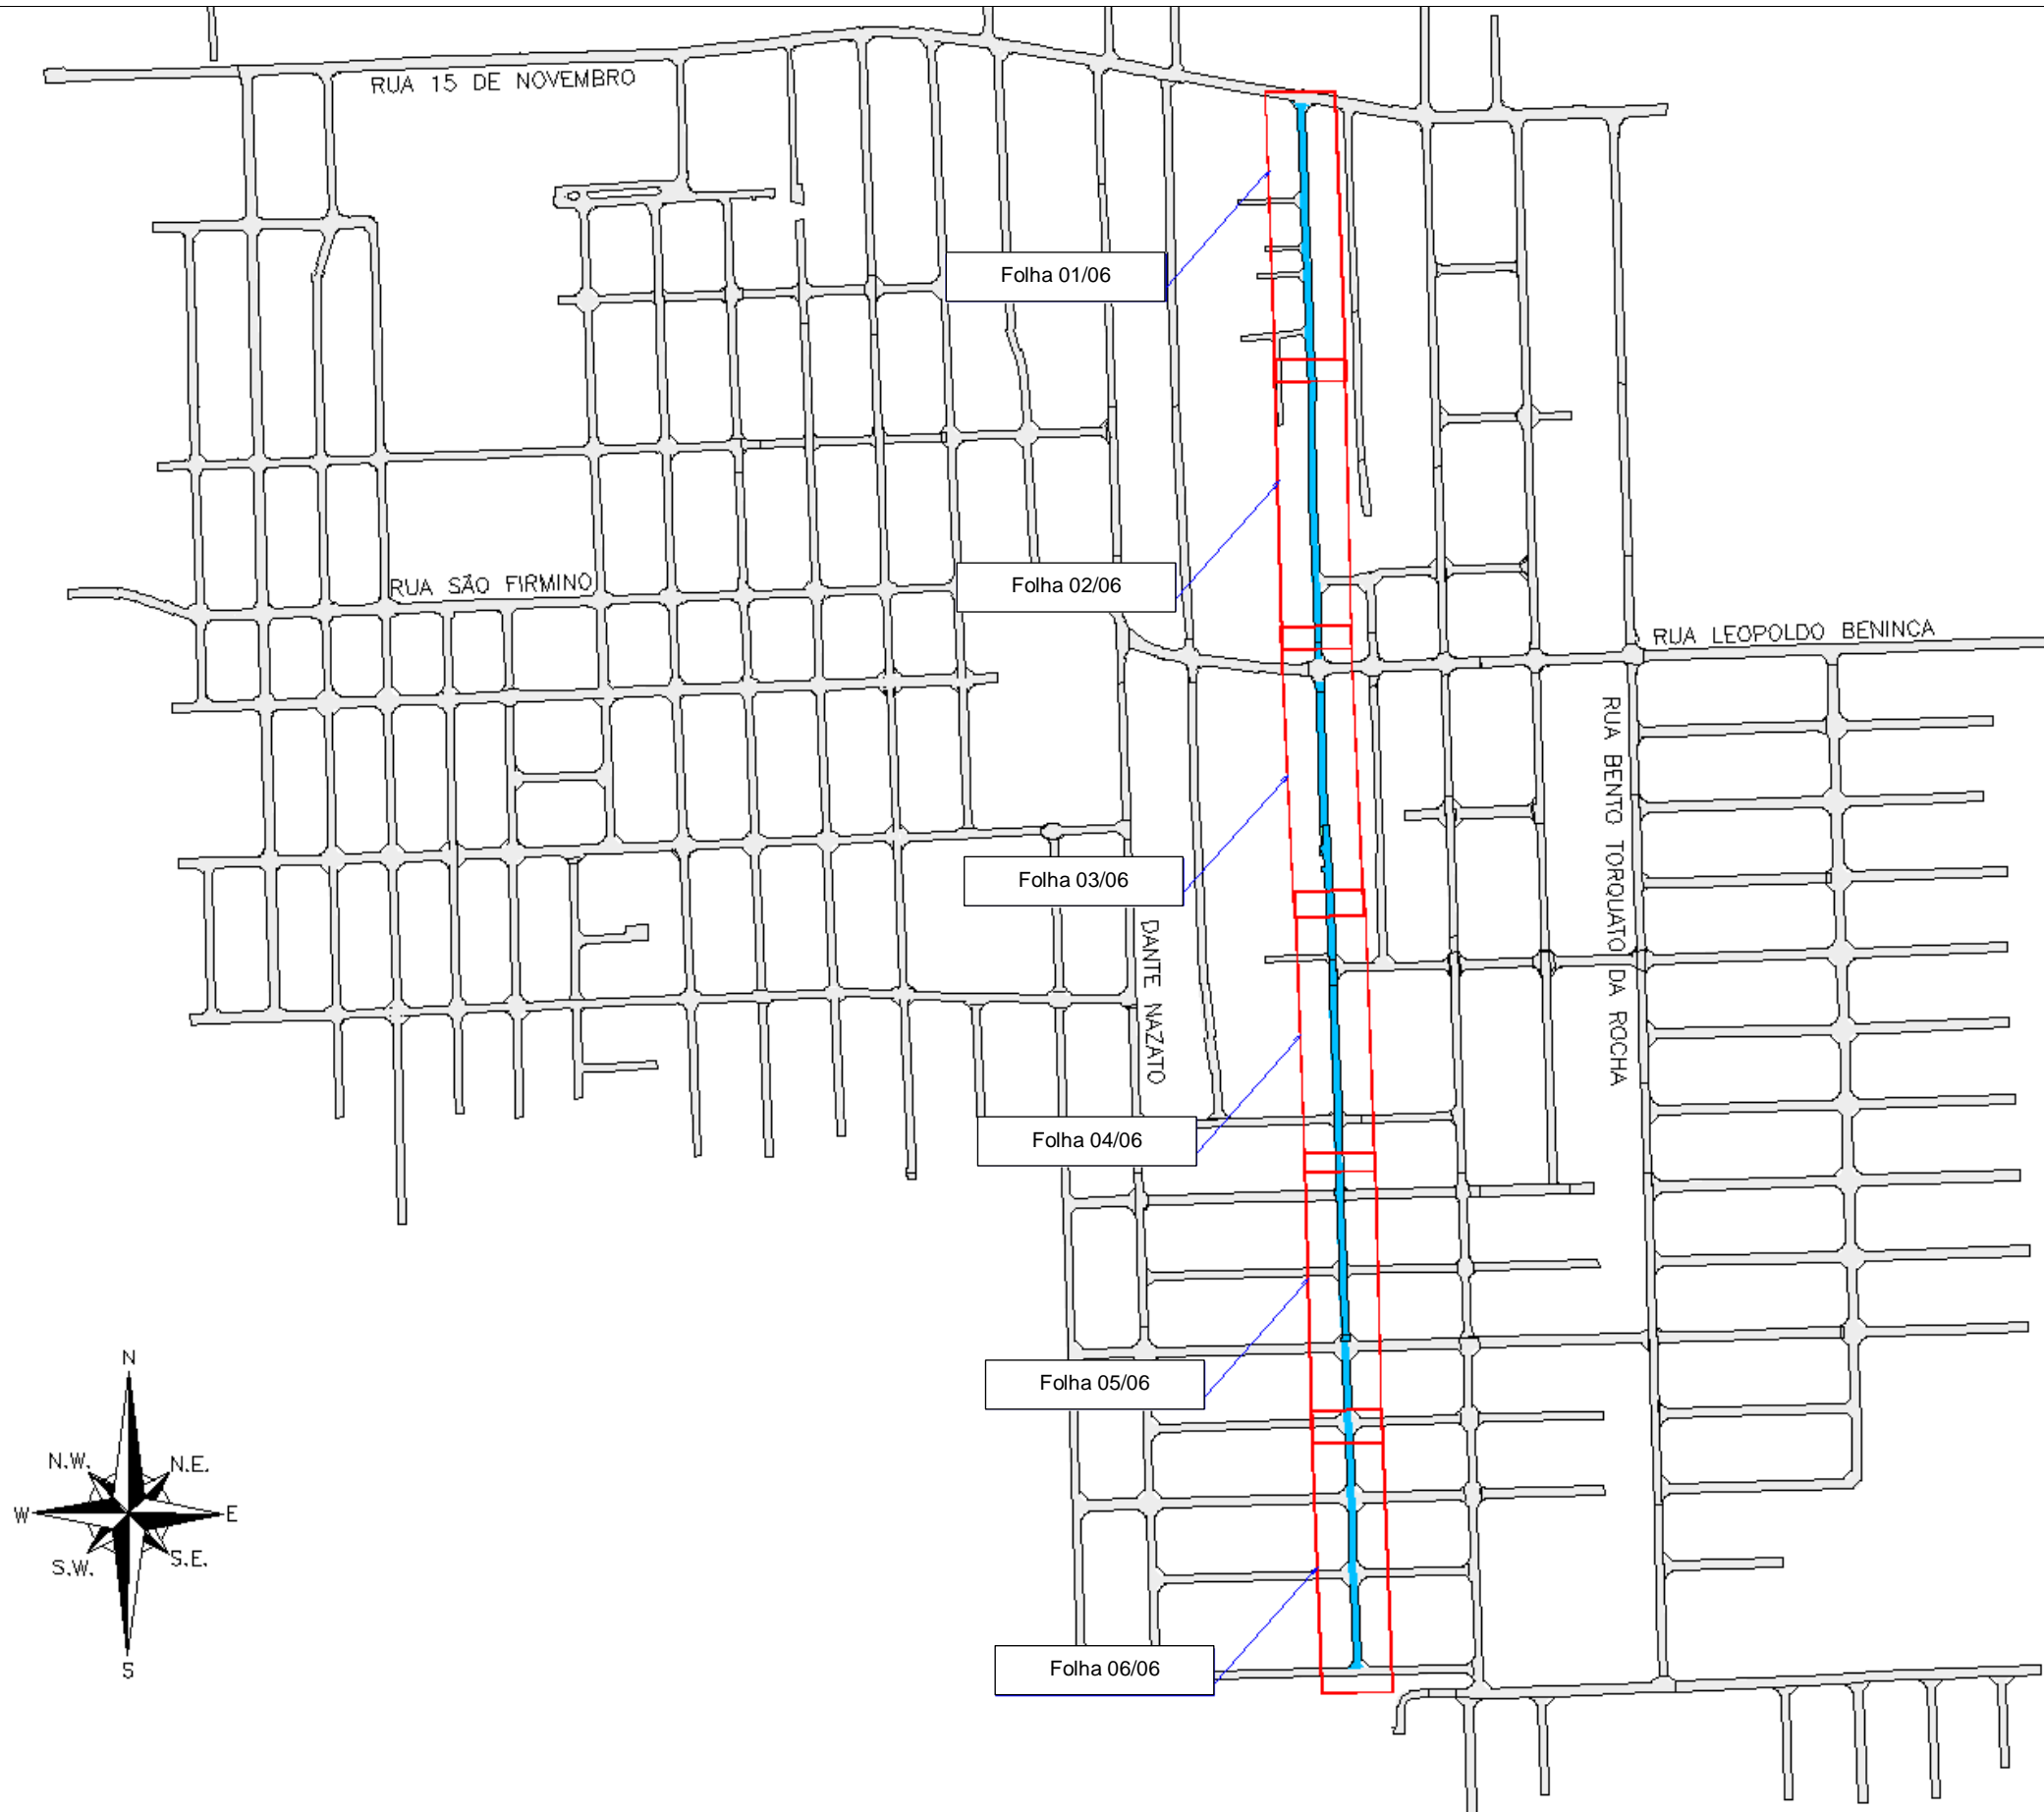 RUA 15 DE NOVEMBRO
Folha 01/06
RUA SÃO FIRMINO
Folha 02/06
RUA LEOPOLDO BENINCA
RUA BENTO TORQUATO DA ROCHA
Folha 03/06
DANTE NAZATO
Folha 04/06
Folha 05/06
Folha 06/06
N
N.W.
N.E.
W
E
S.W.
S.E.
S